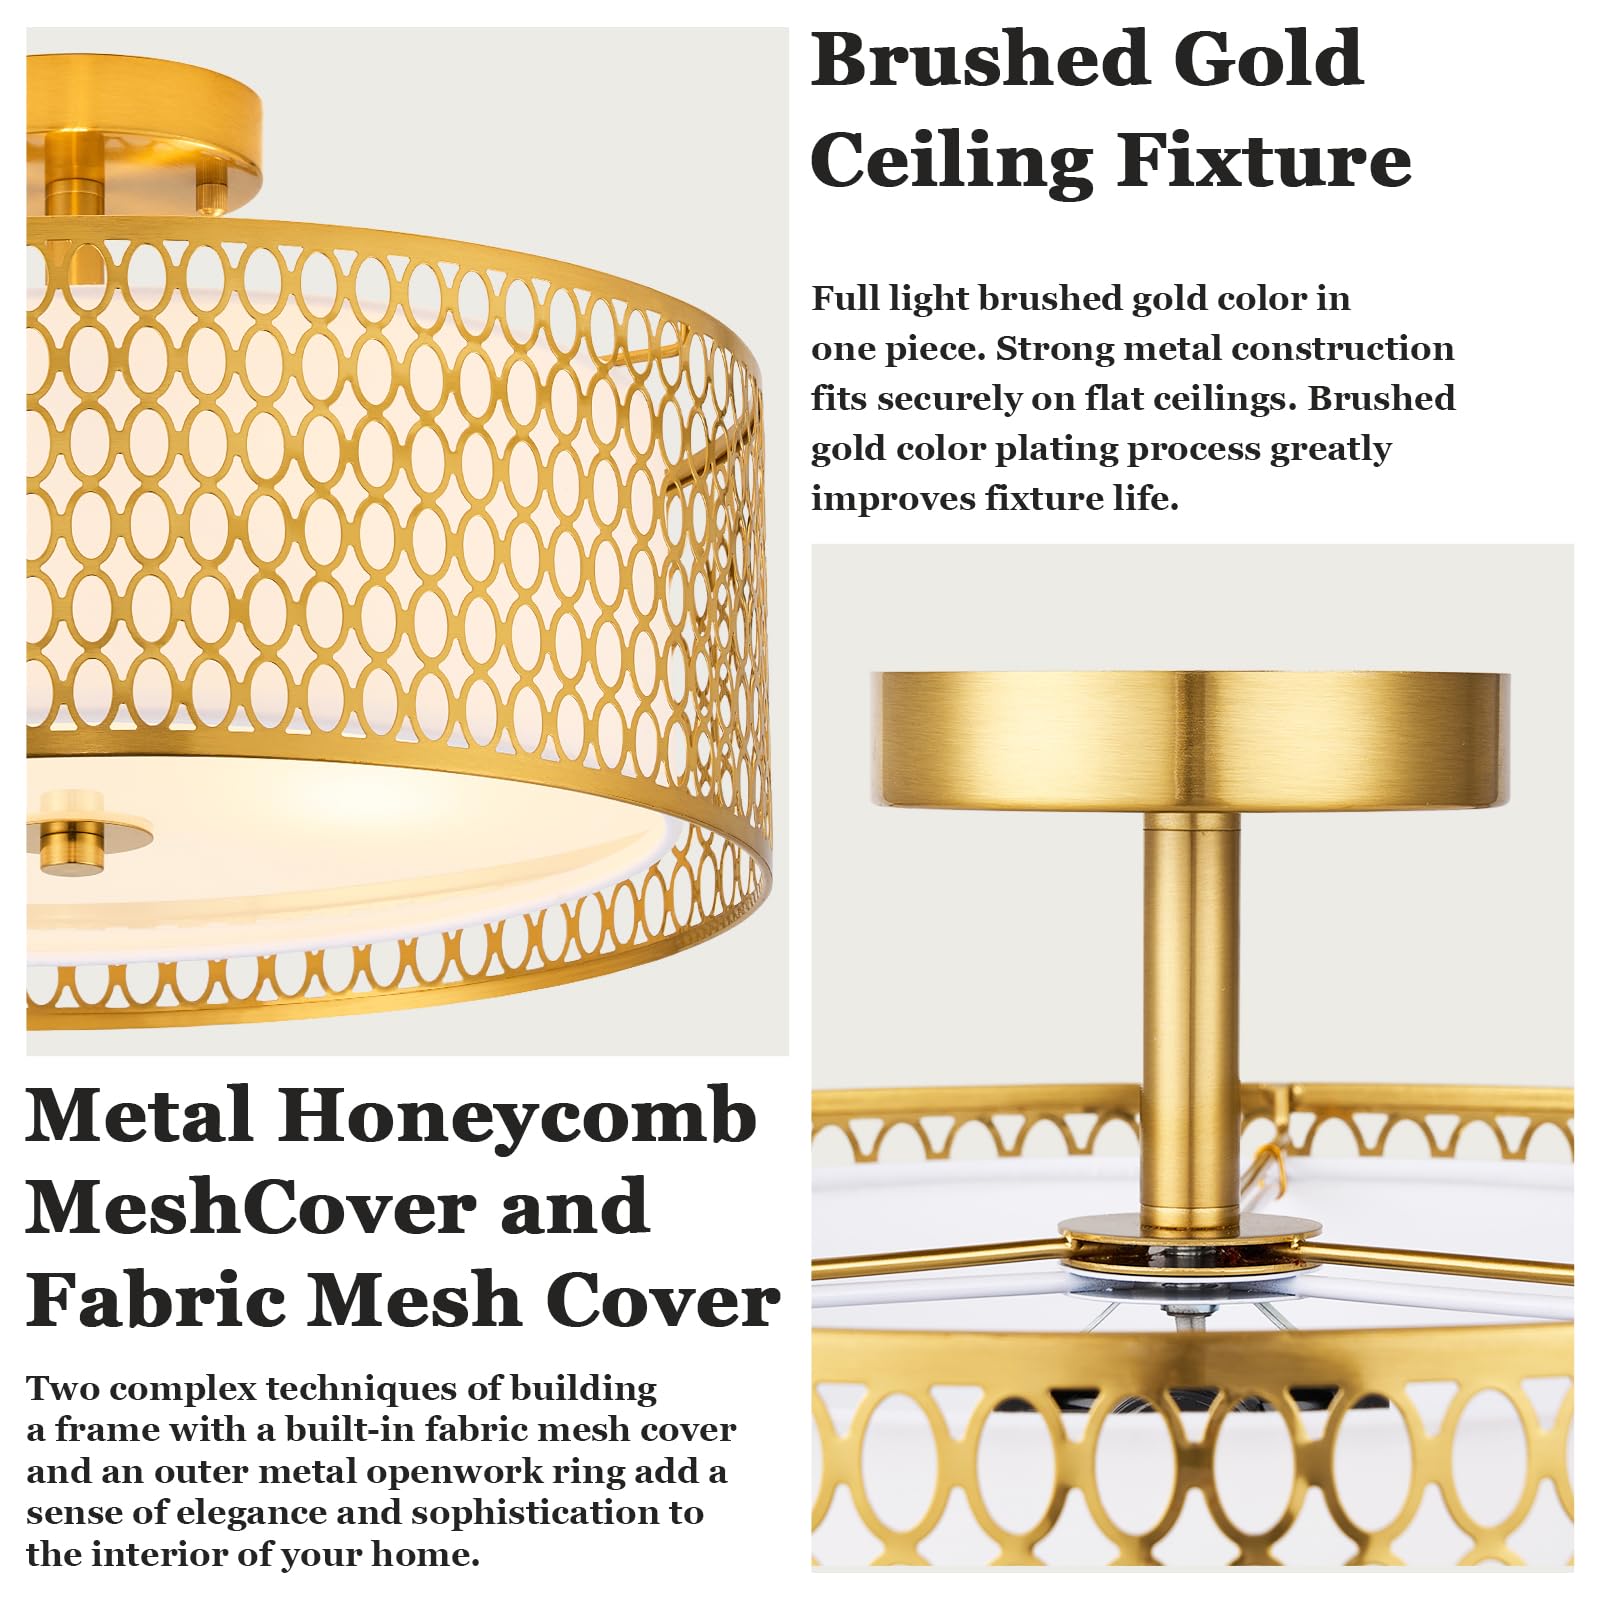 Brushed Gold
Ceiling Fixture
Full light brushed gold color in
one piece. Strong metal construction
fits securely on flat ceilings. Brushed
gold color plating process greatly
improves fixture life.
Metal Honeycomb
MeshCover and
Fabric Mesh Cover
Two complex techniques of building
a frame with a built-in fabric mesh cover
and an outer metal openwork ring add a
sense of elegance and sophistication to
the interior of your home.